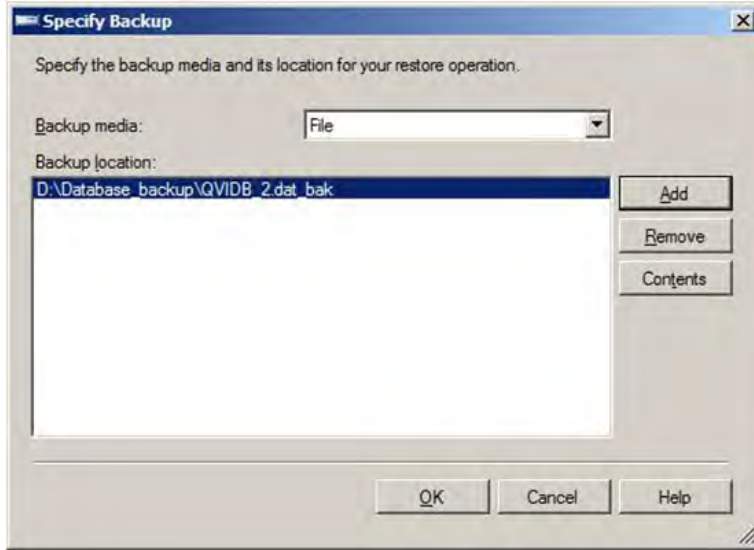 Specify Backup
Specify the backup media and its location for your restore operation.
Backup media:
File
Backup location:
D:\Database_backup\QVIDB_2.dat_bak
Add
Remove
Contents
OK
Cancel
Help